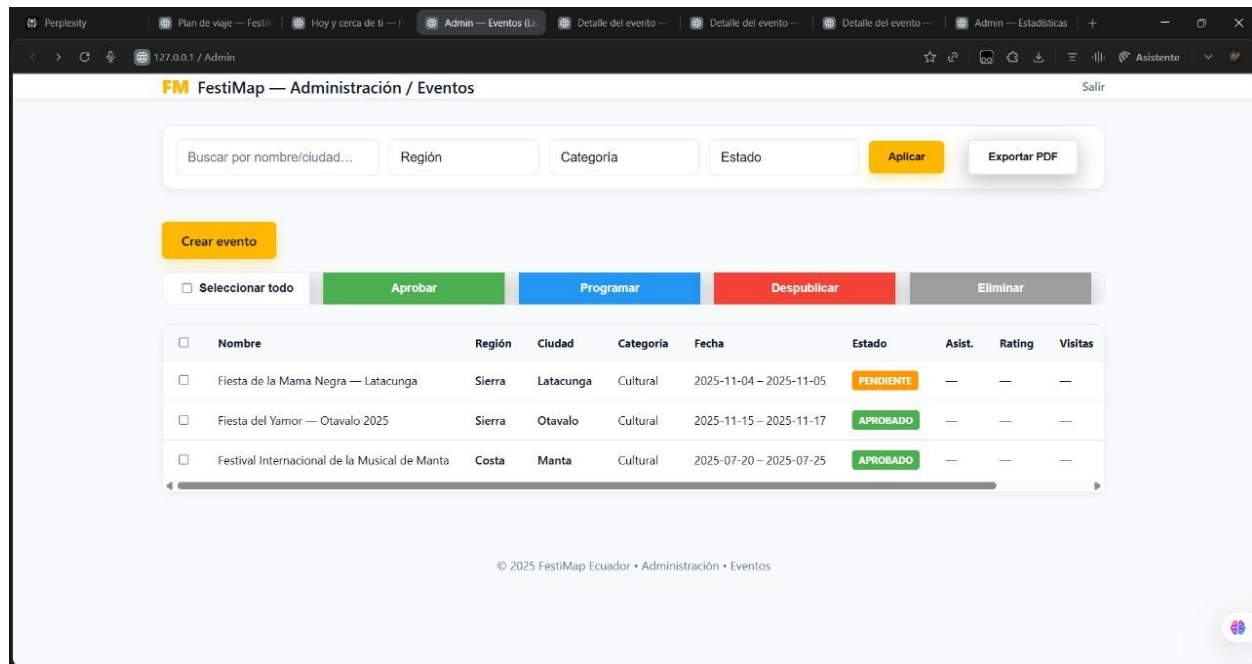 Perplexity
Plan de viaje — Festi
Hoy y cerca de ti — F
Admin — Eventos (Lis
Detalle del evento —
Detalle del evento —
Detalle del evento —
Admin — Estadísticas
127.0.0.1 / Admin
Asistente
FM FestiMap — Administración / Eventos
Salir
Buscar por nombre/ciudad... Región Categoría Estado Aplicar Exportar PDF
Crear evento
Seleccionar todo Aprobar Programar Despublicar Eliminar
Nombre Región Ciudad Categoría Fecha Estado Asist. Rating Visitas
Fiesta de la Mama Negra — Latacunga Sierra Latacunga Cultural 2025-11-04 – 2025-11-05 PENDIENTE — — —
Fiesta del Yamor — Otavalo 2025 Sierra Otavalo Cultural 2025-11-15 – 2025-11-17 APROBADO — — —
Festival Internacional de la Musical de Manta Costa Manta Cultural 2025-07-20 – 2025-07-25 APROBADO — — —
© 2025 FestiMap Ecuador • Administración • Eventos